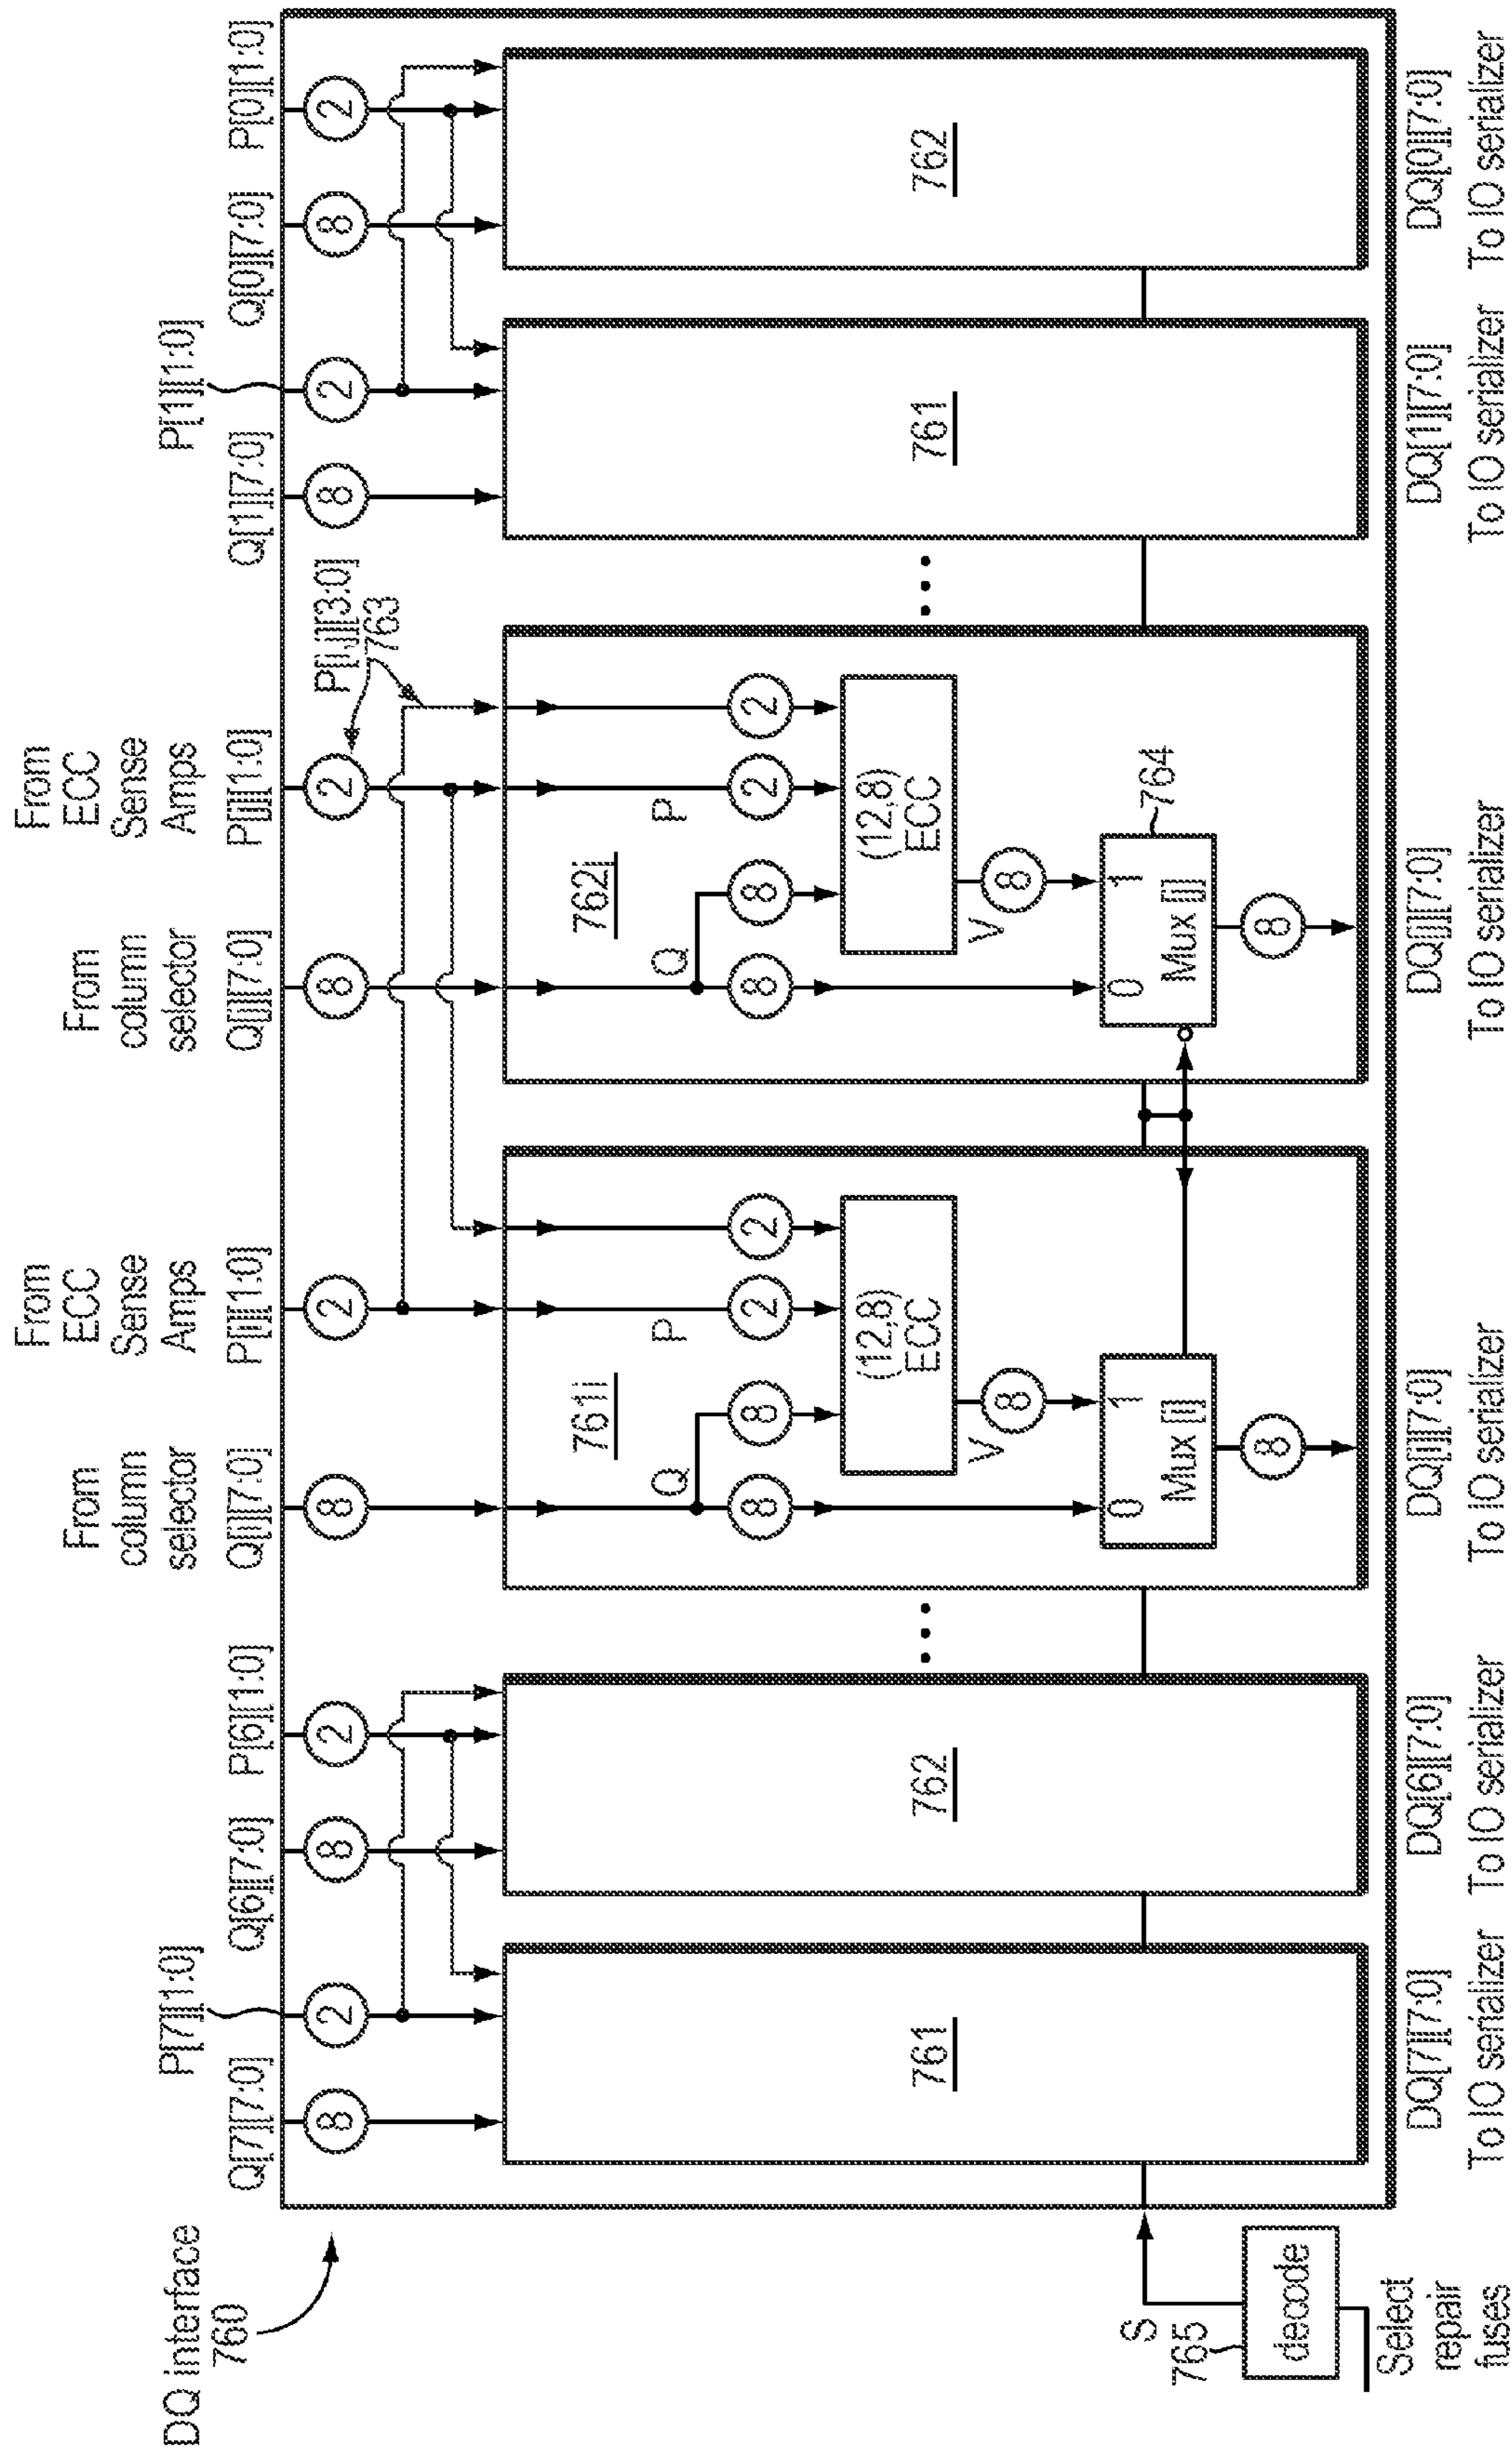 DQ interface
760
Q[7][7:0]
P[7][1:0]
Q[6][7:0]
P[6][1:0]
From
column
selector
Q[i][7:0]
From
ECC
Sense
Amps
P[i][1:0]
From
column
selector
Q[j][7:0]
From
ECC
Sense
Amps
P[j][1:0]
P[i,j][3:0]
763
Q[1][7:0]
P[1][1:0]
Q[0][7:0]
P[0][1:0]
8
2
8
2
8
2
8
2
8
2
8
2
761
762
...
761i
Q
P
8
8
2
2
(12,8)
ECC
V
8
0
1
Mux [i]
8
762j
Q
P
8
8
2
2
(12,8)
ECC
V
8
0
1
Mux [j]
764
8
...
761
762
S
765
decode
Select
repair
fuses
DQ[7][7:0]
To IO serializer
DQ[6][7:0]
To IO serializer
DQ[i][7:0]
To IO serializer
DQ[j][7:0]
To IO serializer
DQ[1][7:0]
To IO serializer
DQ[0][7:0]
To IO serializer